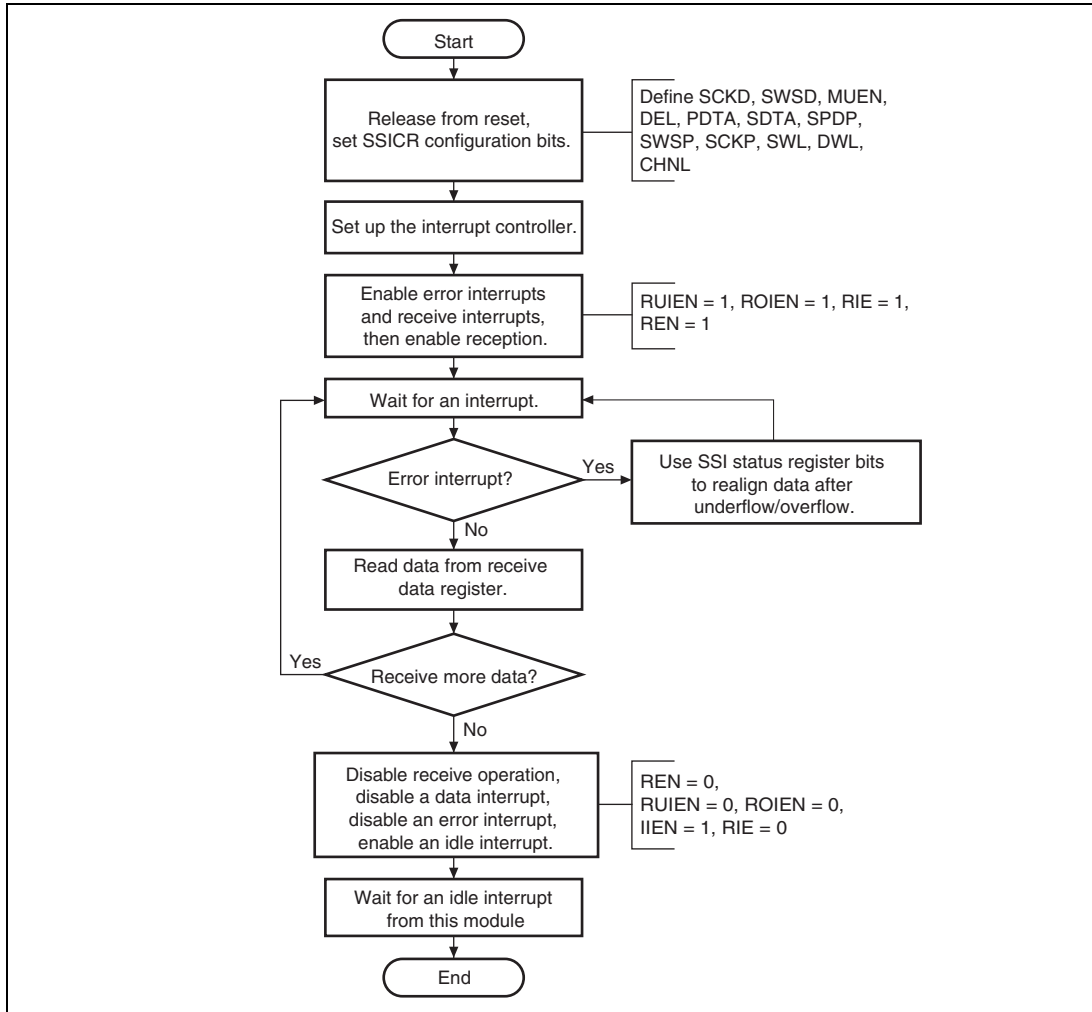 Start
Release from reset,
set SSICR configuration bits.
Define SCKD, SWSD, MUEN,
DEL, PDTA, SDTA, SPDP,
SWSP, SCKP, SWL, DWL,
CHNL
Set up the interrupt controller.
Enable error interrupts
and receive interrupts,
then enable reception.
RUIEN = 1, ROIEN = 1, RIE = 1,
REN = 1
Wait for an interrupt.
Error interrupt?
Yes
Use SSI status register bits
to realign data after
underflow/overflow.
No
Read data from receive
data register.
Yes
Receive more data?
No
Disable receive operation,
disable a data interrupt,
disable an error interrupt,
enable an idle interrupt.
REN = 0,
RUIEN = 0, ROIEN = 0,
IIEN = 1, RIE = 0
Wait for an idle interrupt
from this module
End